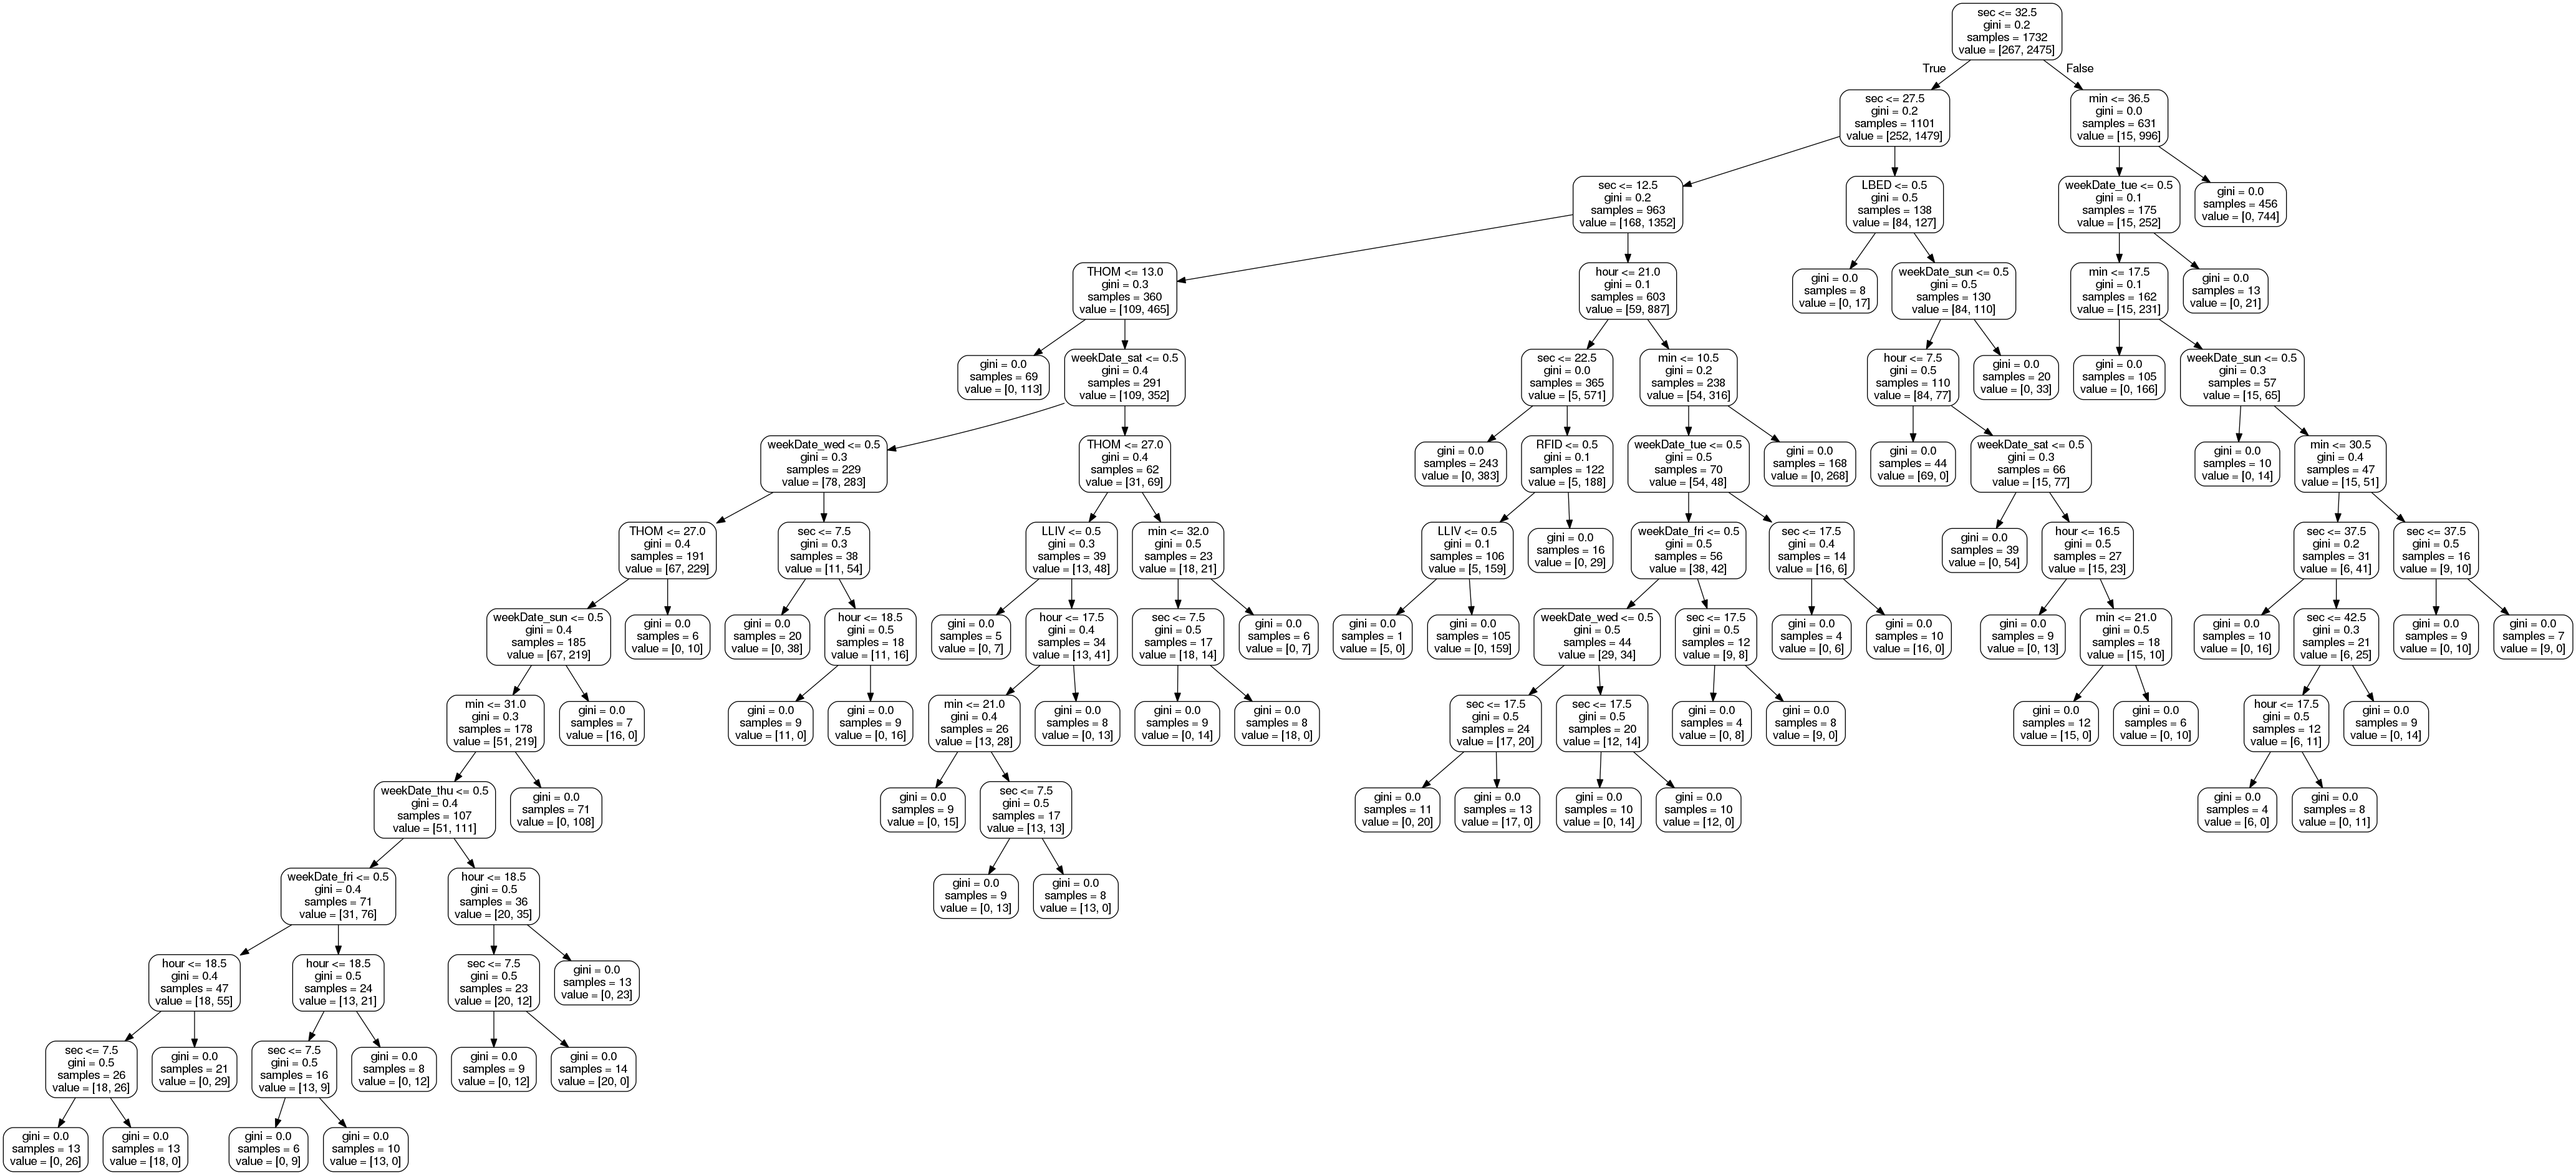 sec <= 32.5
gini = 0.2
samples = 1732
value = [267, 2475]
True
False
sec <= 27.5
gini = 0.2
samples = 1101
value = [252, 1479]
min <= 36.5
gini = 0.0
samples = 631
value = [15, 996]
sec <= 12.5
gini = 0.2
samples = 963
value = [168, 1352]
LBED <= 0.5
gini = 0.5
samples = 138
value = [84, 127]
weekDate_tue <= 0.5
gini = 0.1
samples = 175
value = [15, 252]
gini = 0.0
samples = 456
value = [0, 744]
THOM <= 13.0
gini = 0.3
samples = 360
value = [109, 465]
hour <= 21.0
gini = 0.1
samples = 603
value = [59, 887]
gini = 0.0
samples = 8
value = [0, 17]
weekDate_sun <= 0.5
gini = 0.5
samples = 130
value = [84, 110]
min <= 17.5
gini = 0.1
samples = 162
value = [15, 231]
gini = 0.0
samples = 13
value = [0, 21]
gini = 0.0
samples = 69
value = [0, 113]
weekDate_sat <= 0.5
gini = 0.4
samples = 291
value = [109, 352]
sec <= 22.5
gini = 0.0
samples = 365
value = [5, 571]
min <= 10.5
gini = 0.2
samples = 238
value = [54, 316]
hour <= 7.5
gini = 0.5
samples = 110
value = [84, 77]
gini = 0.0
samples = 20
value = [0, 33]
gini = 0.0
samples = 105
value = [0, 166]
weekDate_sun <= 0.5
gini = 0.3
samples = 57
value = [15, 65]
weekDate_wed <= 0.5
gini = 0.3
samples = 229
value = [78, 283]
THOM <= 27.0
gini = 0.4
samples = 62
value = [31, 69]
gini = 0.0
samples = 243
value = [0, 383]
RFID <= 0.5
gini = 0.1
samples = 122
value = [5, 188]
weekDate_tue <= 0.5
gini = 0.5
samples = 70
value = [54, 48]
gini = 0.0
samples = 168
value = [0, 268]
gini = 0.0
samples = 44
value = [69, 0]
weekDate_sat <= 0.5
gini = 0.3
samples = 66
value = [15, 77]
gini = 0.0
samples = 10
value = [0, 14]
min <= 30.5
gini = 0.4
samples = 47
value = [15, 51]
THOM <= 27.0
gini = 0.4
samples = 191
value = [67, 229]
sec <= 7.5
gini = 0.3
samples = 38
value = [11, 54]
LLIV <= 0.5
gini = 0.3
samples = 39
value = [13, 48]
min <= 32.0
gini = 0.5
samples = 23
value = [18, 21]
LLIV <= 0.5
gini = 0.1
samples = 106
value = [5, 159]
gini = 0.0
samples = 16
value = [0, 29]
weekDate_fri <= 0.5
gini = 0.5
samples = 56
value = [38, 42]
sec <= 17.5
gini = 0.4
samples = 14
value = [16, 6]
gini = 0.0
samples = 39
value = [0, 54]
hour <= 16.5
gini = 0.5
samples = 27
value = [15, 23]
sec <= 37.5
gini = 0.2
samples = 31
value = [6, 41]
sec <= 37.5
gini = 0.5
samples = 16
value = [9, 10]
weekDate_sun <= 0.5
gini = 0.4
samples = 185
value = [67, 219]
gini = 0.0
samples = 6
value = [0, 10]
gini = 0.0
samples = 20
value = [0, 38]
hour <= 18.5
gini = 0.5
samples = 18
value = [11, 16]
gini = 0.0
samples = 5
value = [0, 7]
hour <= 17.5
gini = 0.4
samples = 34
value = [13, 41]
sec <= 7.5
gini = 0.5
samples = 17
value = [18, 14]
gini = 0.0
samples = 6
value = [0, 7]
gini = 0.0
samples = 1
value = [5, 0]
gini = 0.0
samples = 105
value = [0, 159]
weekDate_wed <= 0.5
gini = 0.5
samples = 44
value = [29, 34]
sec <= 17.5
gini = 0.5
samples = 12
value = [9, 8]
gini = 0.0
samples = 4
value = [0, 6]
gini = 0.0
samples = 10
value = [16, 0]
gini = 0.0
samples = 9
value = [0, 13]
min <= 21.0
gini = 0.5
samples = 18
value = [15, 10]
gini = 0.0
samples = 10
value = [0, 16]
sec <= 42.5
gini = 0.3
samples = 21
value = [6, 25]
gini = 0.0
samples = 9
value = [0, 10]
gini = 0.0
samples = 7
value = [9, 0]
min <= 31.0
gini = 0.3
samples = 178
value = [51, 219]
gini = 0.0
samples = 7
value = [16, 0]
gini = 0.0
samples = 9
value = [11, 0]
gini = 0.0
samples = 9
value = [0, 16]
min <= 21.0
gini = 0.4
samples = 26
value = [13, 28]
gini = 0.0
samples = 8
value = [0, 13]
gini = 0.0
samples = 9
value = [0, 14]
gini = 0.0
samples = 8
value = [18, 0]
sec <= 17.5
gini = 0.5
samples = 24
value = [17, 20]
sec <= 17.5
gini = 0.5
samples = 20
value = [12, 14]
gini = 0.0
samples = 4
value = [0, 8]
gini = 0.0
samples = 8
value = [9, 0]
gini = 0.0
samples = 12
value = [15, 0]
gini = 0.0
samples = 6
value = [0, 10]
hour <= 17.5
gini = 0.5
samples = 12
value = [6, 11]
gini = 0.0
samples = 9
value = [0, 14]
weekDate_thu <= 0.5
gini = 0.4
samples = 107
value = [51, 111]
gini = 0.0
samples = 71
value = [0, 108]
gini = 0.0
samples = 9
value = [0, 15]
sec <= 7.5
gini = 0.5
samples = 17
value = [13, 13]
gini = 0.0
samples = 11
value = [0, 20]
gini = 0.0
samples = 13
value = [17, 0]
gini = 0.0
samples = 10
value = [0, 14]
gini = 0.0
samples = 10
value = [12, 0]
gini = 0.0
samples = 4
value = [6, 0]
gini = 0.0
samples = 8
value = [0, 11]
weekDate_fri <= 0.5
gini = 0.4
samples = 71
value = [31, 76]
hour <= 18.5
gini = 0.5
samples = 36
value = [20, 35]
gini = 0.0
samples = 9
value = [0, 13]
gini = 0.0
samples = 8
value = [13, 0]
hour <= 18.5
gini = 0.4
samples = 47
value = [18, 55]
hour <= 18.5
gini = 0.5
samples = 24
value = [13, 21]
sec <= 7.5
gini = 0.5
samples = 23
value = [20, 12]
gini = 0.0
samples = 13
value = [0, 23]
sec <= 7.5
gini = 0.5
samples = 26
value = [18, 26]
gini = 0.0
samples = 21
value = [0, 29]
sec <= 7.5
gini = 0.5
samples = 16
value = [13, 9]
gini = 0.0
samples = 8
value = [0, 12]
gini = 0.0
samples = 9
value = [0, 12]
gini = 0.0
samples = 14
value = [20, 0]
gini = 0.0
samples = 13
value = [0, 26]
gini = 0.0
samples = 13
value = [18, 0]
gini = 0.0
samples = 6
value = [0, 9]
gini = 0.0
samples = 10
value = [13, 0]